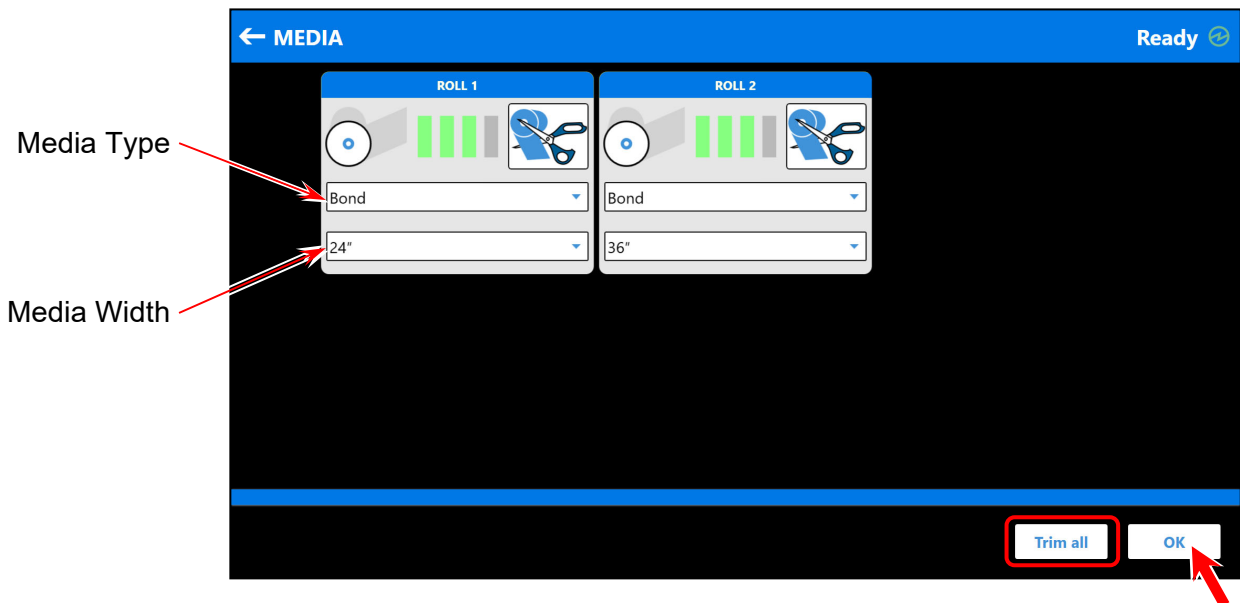 MEDIA
Ready
ROLL 1
ROLL 2
Media Type
Bond
Bond
24"
36"
Media Width
Trim all
OK